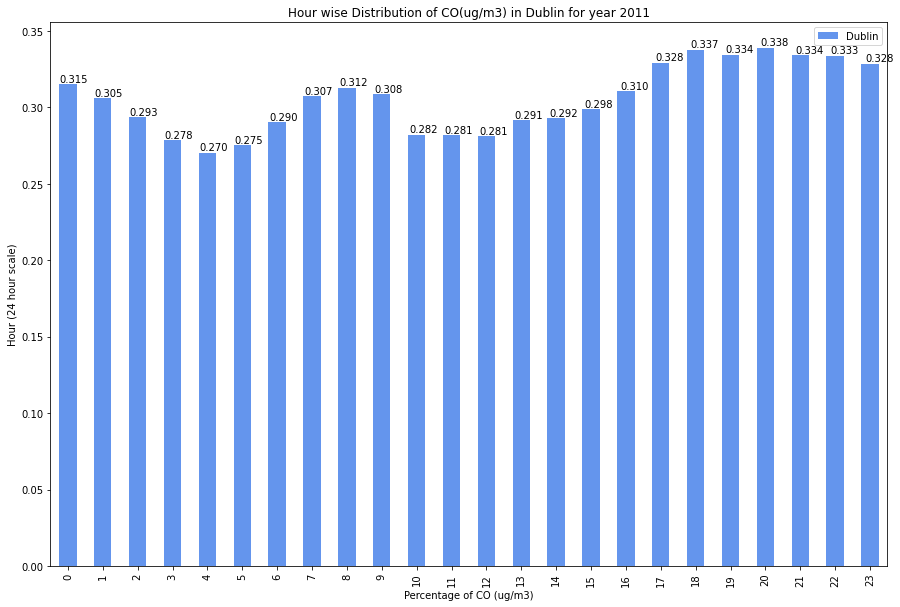 Hour wise Distribution of CO(ug/m3) in Dublin for year 2011
Dublin
Hour (24 hour scale)
0.35
0.30
0.25
0.20
0.15
0.10
0.05
0.00
0.315 0.305 0.293 0.278 0.270 0.275 0.290 0.307 0.312 0.308 0.282 0.281 0.281 0.291 0.292 0.298 0.310 0.328 0.337 0.334 0.338 0.334 0.333 0.328
0 1 2 3 4 5 6 7 8 9 10 11 12 13 14 15 16 17 18 19 20 21 22 23
Percentage of CO (ug/m3)